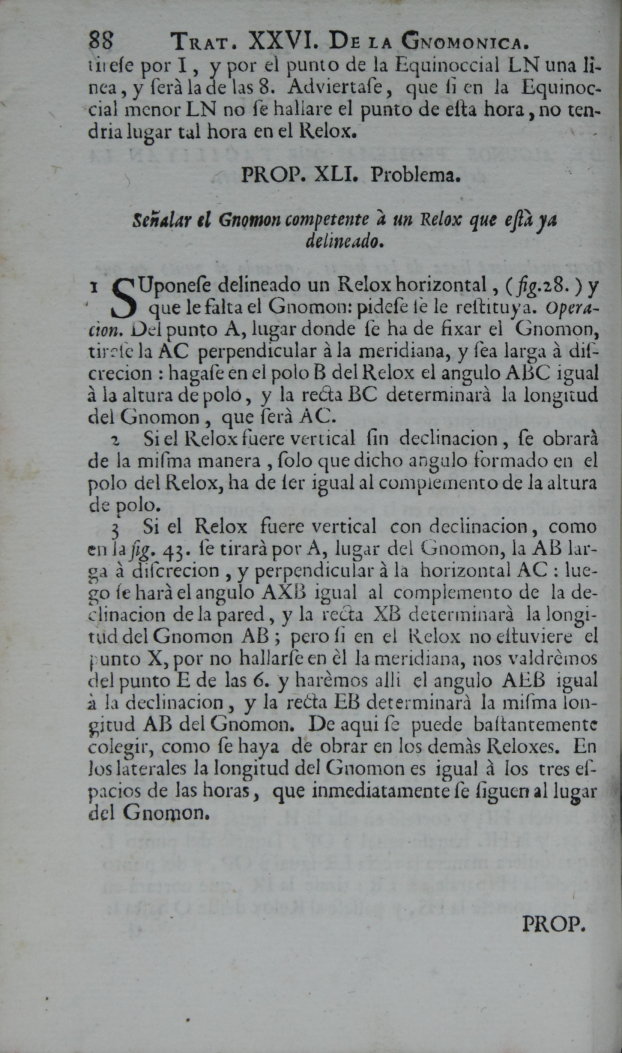 88 TRAT. XXVI. DE LA GNOMONICA.
tireſe por I, y por el punto de la Equinoccial LN una li-
nea, y ſerà la de las 8. Adviertaſe, que ſi en la Equinoc-
cial menor LN no ſe hallare el punto de eſta hora, no ten-
dria lugar tal hora en el Relox.
PROP. XLI. Problema.
Señalar el Gnomon competente à un Relox que eſtà ya
delineado.
1 SUponeſe delineado un Relox horizontal, (fig.28.) y
que le falta el Gnomon: pideſe ſe le reſtituya. Opera-
cion. Del punto A, lugar donde ſe ha de fixar el Gnomon,
tireſe la AC perpendicular à la meridiana, y ſea larga à diſ-
crecion: hagaſe en el polo B del Relox el angulo ABC igual
à la altura de polo, y la recta BC determinarà la longitud
del Gnomon, que ſerà AC.
2 Si el Relox fuere vertical ſin declinacion, ſe obrarà
de la miſma manera, ſolo que dicho angulo formado en el
polo del Relox, ha de ſer igual al complemento de la altura
de polo.
3 Si el Relox fuere vertical con declinacion, como
en la fig. 43. ſe tirarà por A, lugar del Gnomon, la AB lar-
ga à diſcrecion, y perpendicular à la horizontal AC: lue-
go ſe harà el angulo AXB igual al complemento de la de-
clinacion de la pared, y la recta XB determinarà la longi-
tud del Gnomon AB; pero ſi en el Relox no eſtuviere el
punto X, por no hallarſe en èl la meridiana, nos valdrèmos
del punto E de las 6. y harèmos alli el angulo AEB igual
à la declinacion, y la recta EB determinarà la miſma lon-
gitud AB del Gnomon. De aqui ſe puede baſtantemente
colegir, como ſe haya de obrar en los demàs Reloxes. En
los laterales la longitud del Gnomon es igual à los tres eſ-
pacios de las horas, que inmediatamente ſe ſiguen al lugar
del Gnomon.
PROP.